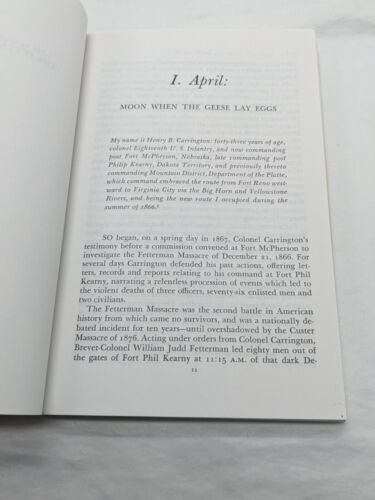 I. April:
MOON WHEN THE GEESE LAY EGGS
My name is Henry B. Carrington: forty-three years of age,
colonel Eighteenth U. S. Infantry, and now commanding
post Fort McPherson, Nebraska, late commanding post
Philip Kearny, Dakota Territory, and previously thereto
commanding Mountain District, Department of the Platte,
which command embraced the route from Fort Reno west-
ward to Virginia City via the Big Horn and Yellowstone
Rivers, and being the new route I occupied during the
summer of 1866.¹
SO began, on a spring day in 1867, Colonel Carrington's
testimony before a commission convened at Fort McPherson to
investigate the Fetterman Massacre of December 21, 1866. For
several days Carrington defended his past actions, offering let-
ters, records and reports relating to his command at Fort Phil
Kearny, narrating a relentless procession of events which led to
the violent deaths of three officers, seventy-six enlisted men and
two civilians.
The Fetterman Massacre was the second battle in American
history from which came no survivors, and was a nationally de-
bated incident for ten years—until overshadowed by the Custer
Massacre of 1876. Acting under orders from Colonel Carrington,
Brevet-Colonel William Judd Fetterman led eighty men out of
the gates of Fort Phil Kearny at 11:15 A.M. of that dark De-
11